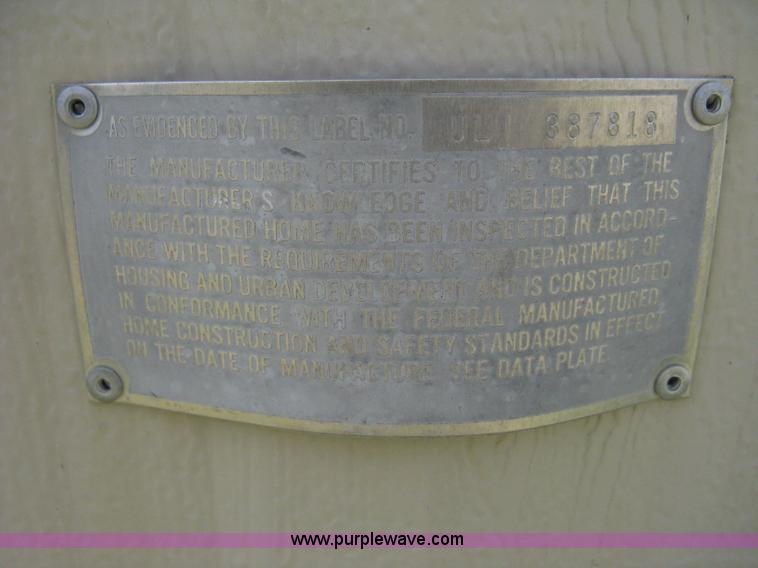 AS EVIDENCED BY THIS LABEL NO. UL 387818
THE MANUFACTURER CERTIFIES TO THE BEST OF THE
MANUFACTURER'S KNOWLEDGE AND BELIEF THAT THIS
MANUFACTURED HOME HAS BEEN INSPECTED IN ACCORD-
ANCE WITH THE REQUIREMENTS OF THE DEPARTMENT OF
HOUSING AND URBAN DEVELOPMENT AND IS CONSTRUCTED
IN CONFORMANCE WITH THE FEDERAL MANUFACTURED
HOME CONSTRUCTION AND SAFETY STANDARDS IN EFFECT
ON THE DATE OF MANUFACTURE. SEE DATA PLATE.
www.purplewave.com